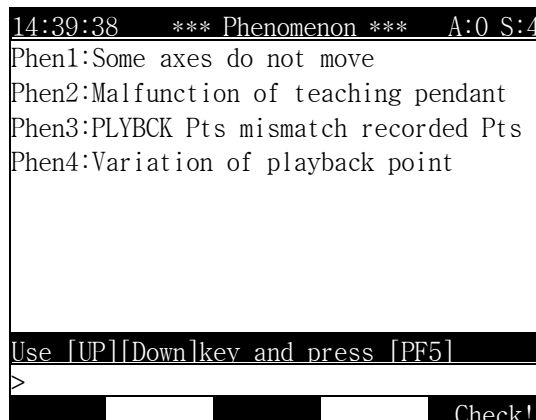 14:39:38 *** Phenomenon *** A:0 S:4
Phen1:Some axes do not move
Phen2:Malfunction of teaching pendant
Phen3:PLYBCK Pts mismatch recorded Pts
Phen4:Variation of playback point
Use [UP][Down]key and press [PF5]
>
Check!